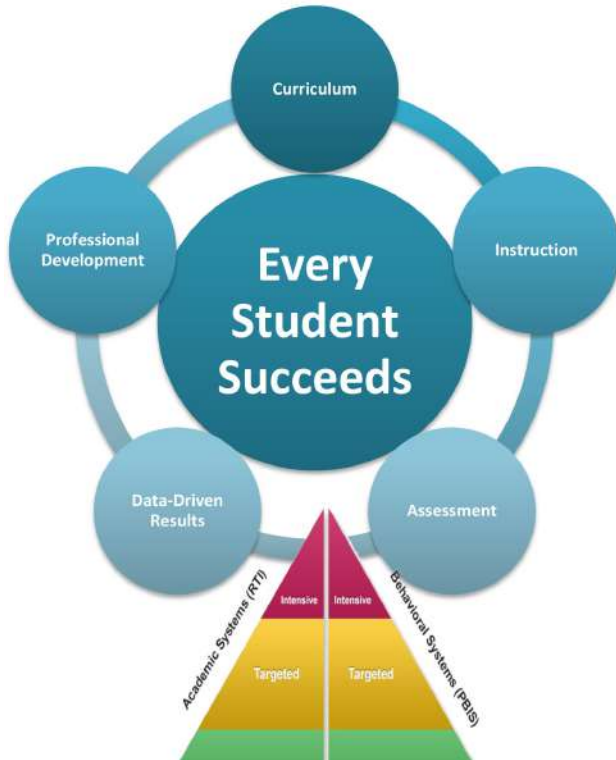 Curriculum
Professional
Development
Instruction
Every
Student
Succeeds
Data-Driven
Results
Assessment
Academic Systems (RTI)
Behavioral Systems (PBIS)
Intensive
Intensive
Targeted
Targeted